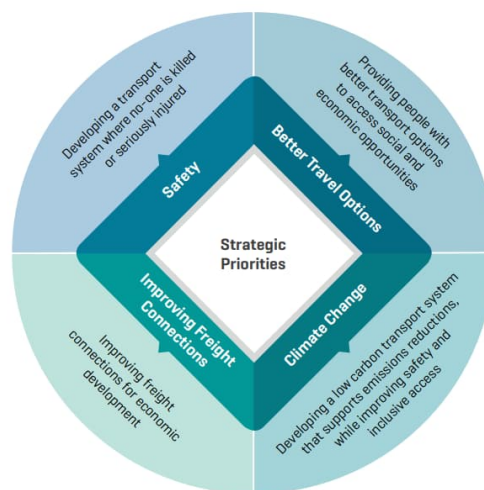 Developing a transport
system where no-one is killed
or seriously injured
Safety
Providing people with
better transport options
to access social and
economic opportunities
Better Travel Options
Strategic
Priorities
Improving Freight
Connections
Improving freight
connections for economic
development
Climate Change
Developing a low carbon transport system
that supports emissions reductions,
while improving safety and
inclusive access